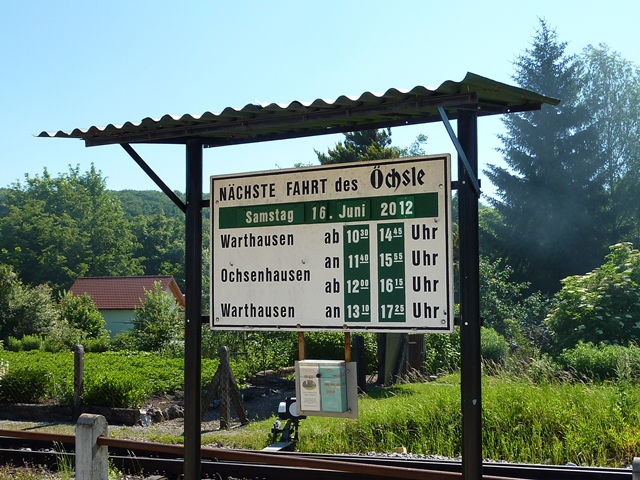 NÄCHSTE FAHRT des Öchsle
Samstag 16. Juni 2012
Warthausen ab 10 30 14 45 Uhr
an 11 40 15 55 Uhr
Ochsenhausen
ab 12 00 16 15 Uhr
Warthausen an 13 10 17 25 Uhr